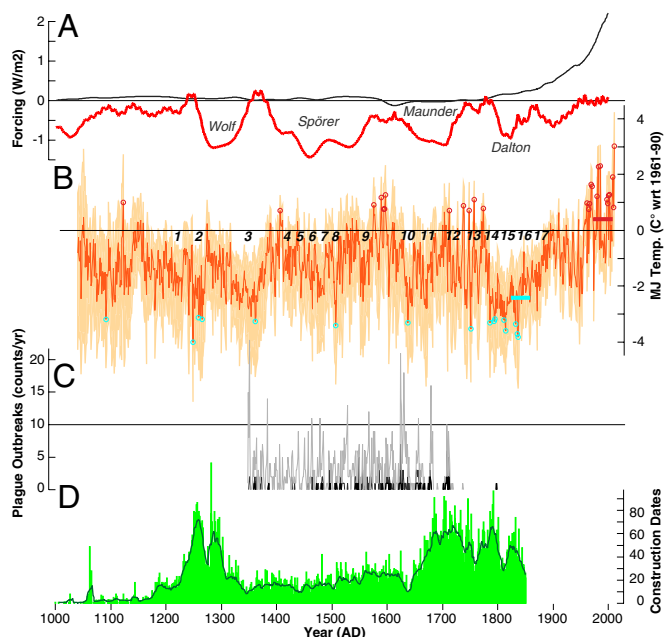 A
Forcing (W/m2)
2
1
0
-1
Wolf
Spörer
Maunder
Dalton
B
MJ Temp. (C° wrt 1961-90)
4
2
0
-2
-4
1 2 3 4 5 6 7 8 9 10 11 12 13 14 15 16 17
C
Plague Outbreaks (counts/yr)
20
15
10
5
0
D
Construction Dates
80
60
40
20
0
1000 1100 1200 1300 1400 1500 1600 1700 1800 1900 2000
Year (AD)